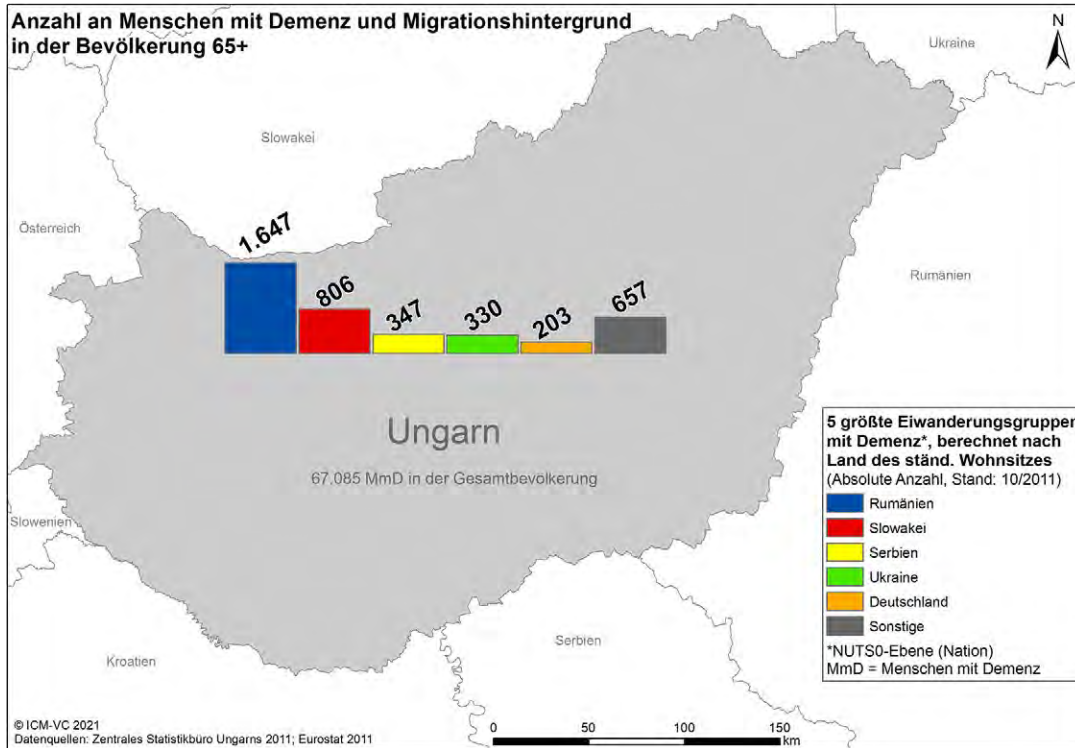 Anzahl an Menschen mit Demenz und Migrationshintergrund
in der Bevölkerung 65+
N
Ukraine
Slowakei
Österreich
Rumänien
1.647
806
347
330
203
657
Ungarn
67.085 MmD in der Gesamtbevölkerung
Slowenien
Kroatien
Serbien
5 größte Eiwanderungsgruppen
mit Demenz*, berechnet nach
Land des ständ. Wohnsitzes
(Absolute Anzahl, Stand: 10/2011)
Rumänien
Slowakei
Serbien
Ukraine
Deutschland
Sonstige
*NUTS0-Ebene (Nation)
MmD = Menschen mit Demenz
© ICM-VC 2021
Datenquellen: Zentrales Statistikbüro Ungarns 2011; Eurostat 2011
0 50 100 150
km